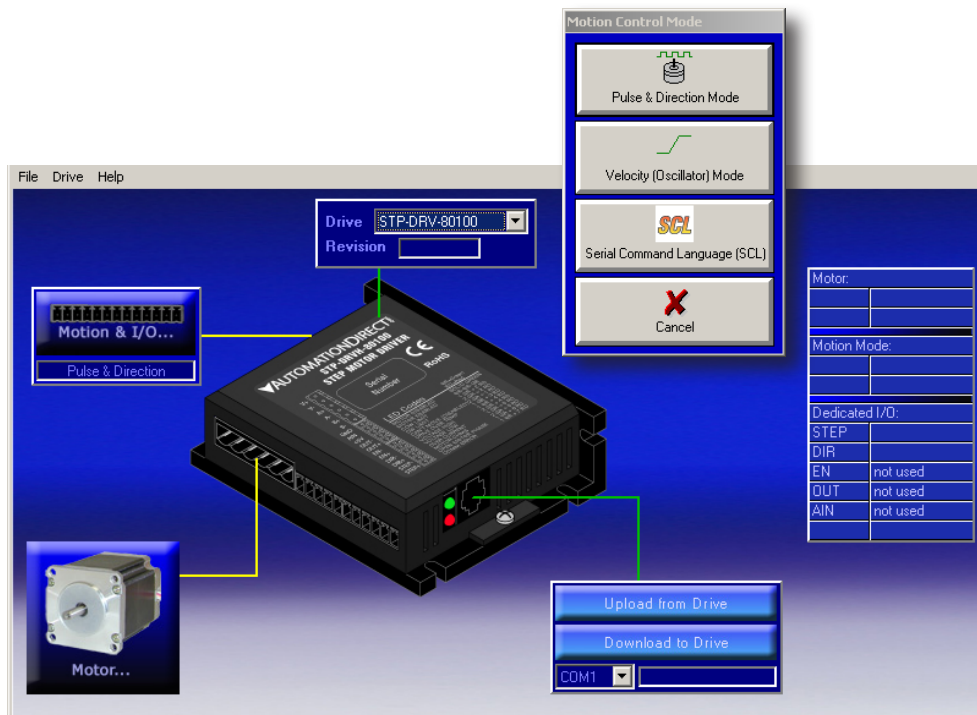 Motion Control Mode
Pulse & Direction Mode
Velocity (Oscillator) Mode
SCL
Serial Command Language (SCL)
Cancel
File Drive Help
Drive STP-DRV-80100
Revision
Motion & I/O...
Pulse & Direction
AUTOMATIONDIRECT
STP-DRVH-80100
STEP MOTOR DRIVER
CE
RoHS
Serial
Number
LED Codes
Motor:
Motion Mode:
Dedicated I/O:
STEP
DIR
EN not used
OUT not used
AIN not used
Motor...
Upload from Drive
Download to Drive
COM1